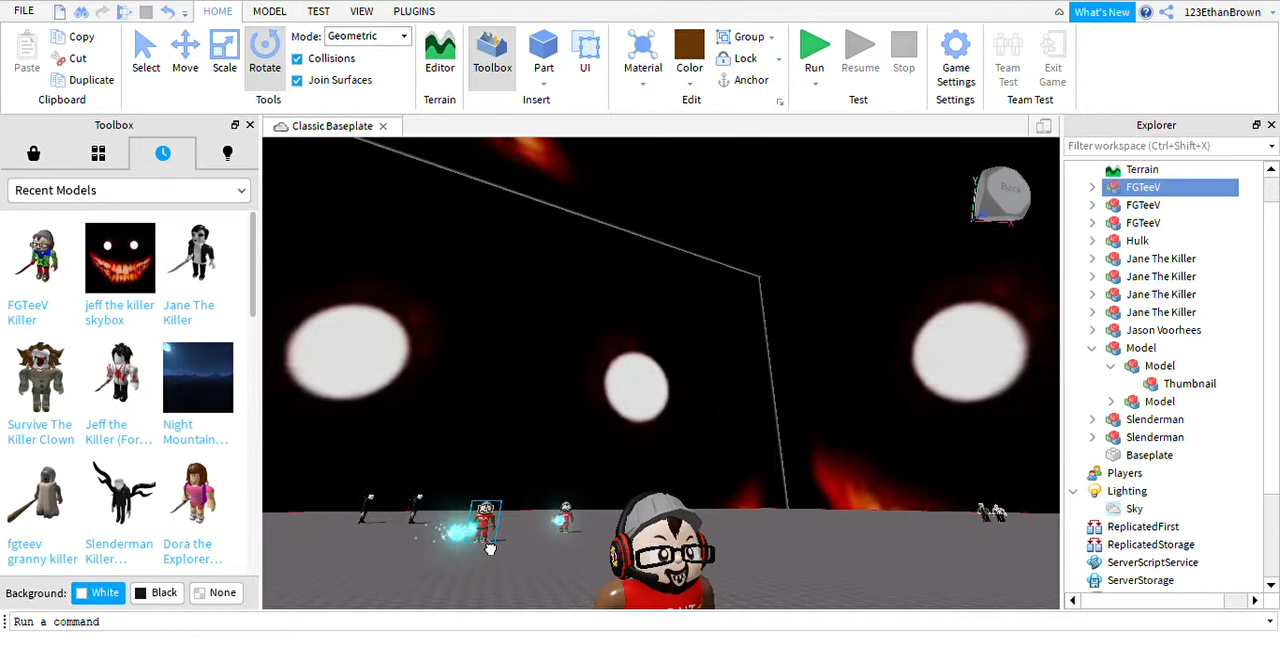 FILE HOME MODEL TEST VIEW PLUGINS What's New 123EthanBrown
Paste Copy Cut Duplicate Select Move Scale Rotate Mode: Geometric Collisions Join Surfaces Editor Toolbox Part UI Material Color Group Lock Anchor Run Resume Stop Game Settings Team Test Exit Game
Clipboard Tools Terrain Insert Edit Test Settings Team Test
Toolbox
Recent Models
FGTeeV Killer
jeff the killer skybox
Jane The Killer
Survive The Killer Clown
Jeff the Killer (For...
Night Mountain...
fgteev granny killer
Slenderman Killer...
Dora the Explorer...
Background: White Black None
Classic Baseplate
Back
Y
X
Explorer
Filter workspace (Ctrl+Shift+X)
Terrain
FGTeeV
FGTeeV
FGTeeV
Hulk
Jane The Killer
Jane The Killer
Jane The Killer
Jane The Killer
Jason Voorhees
Model
Model
Thumbnail
Model
Slenderman
Slenderman
Baseplate
Players
Lighting
Sky
ReplicatedFirst
ReplicatedStorage
ServerScriptService
ServerStorage
Run a command